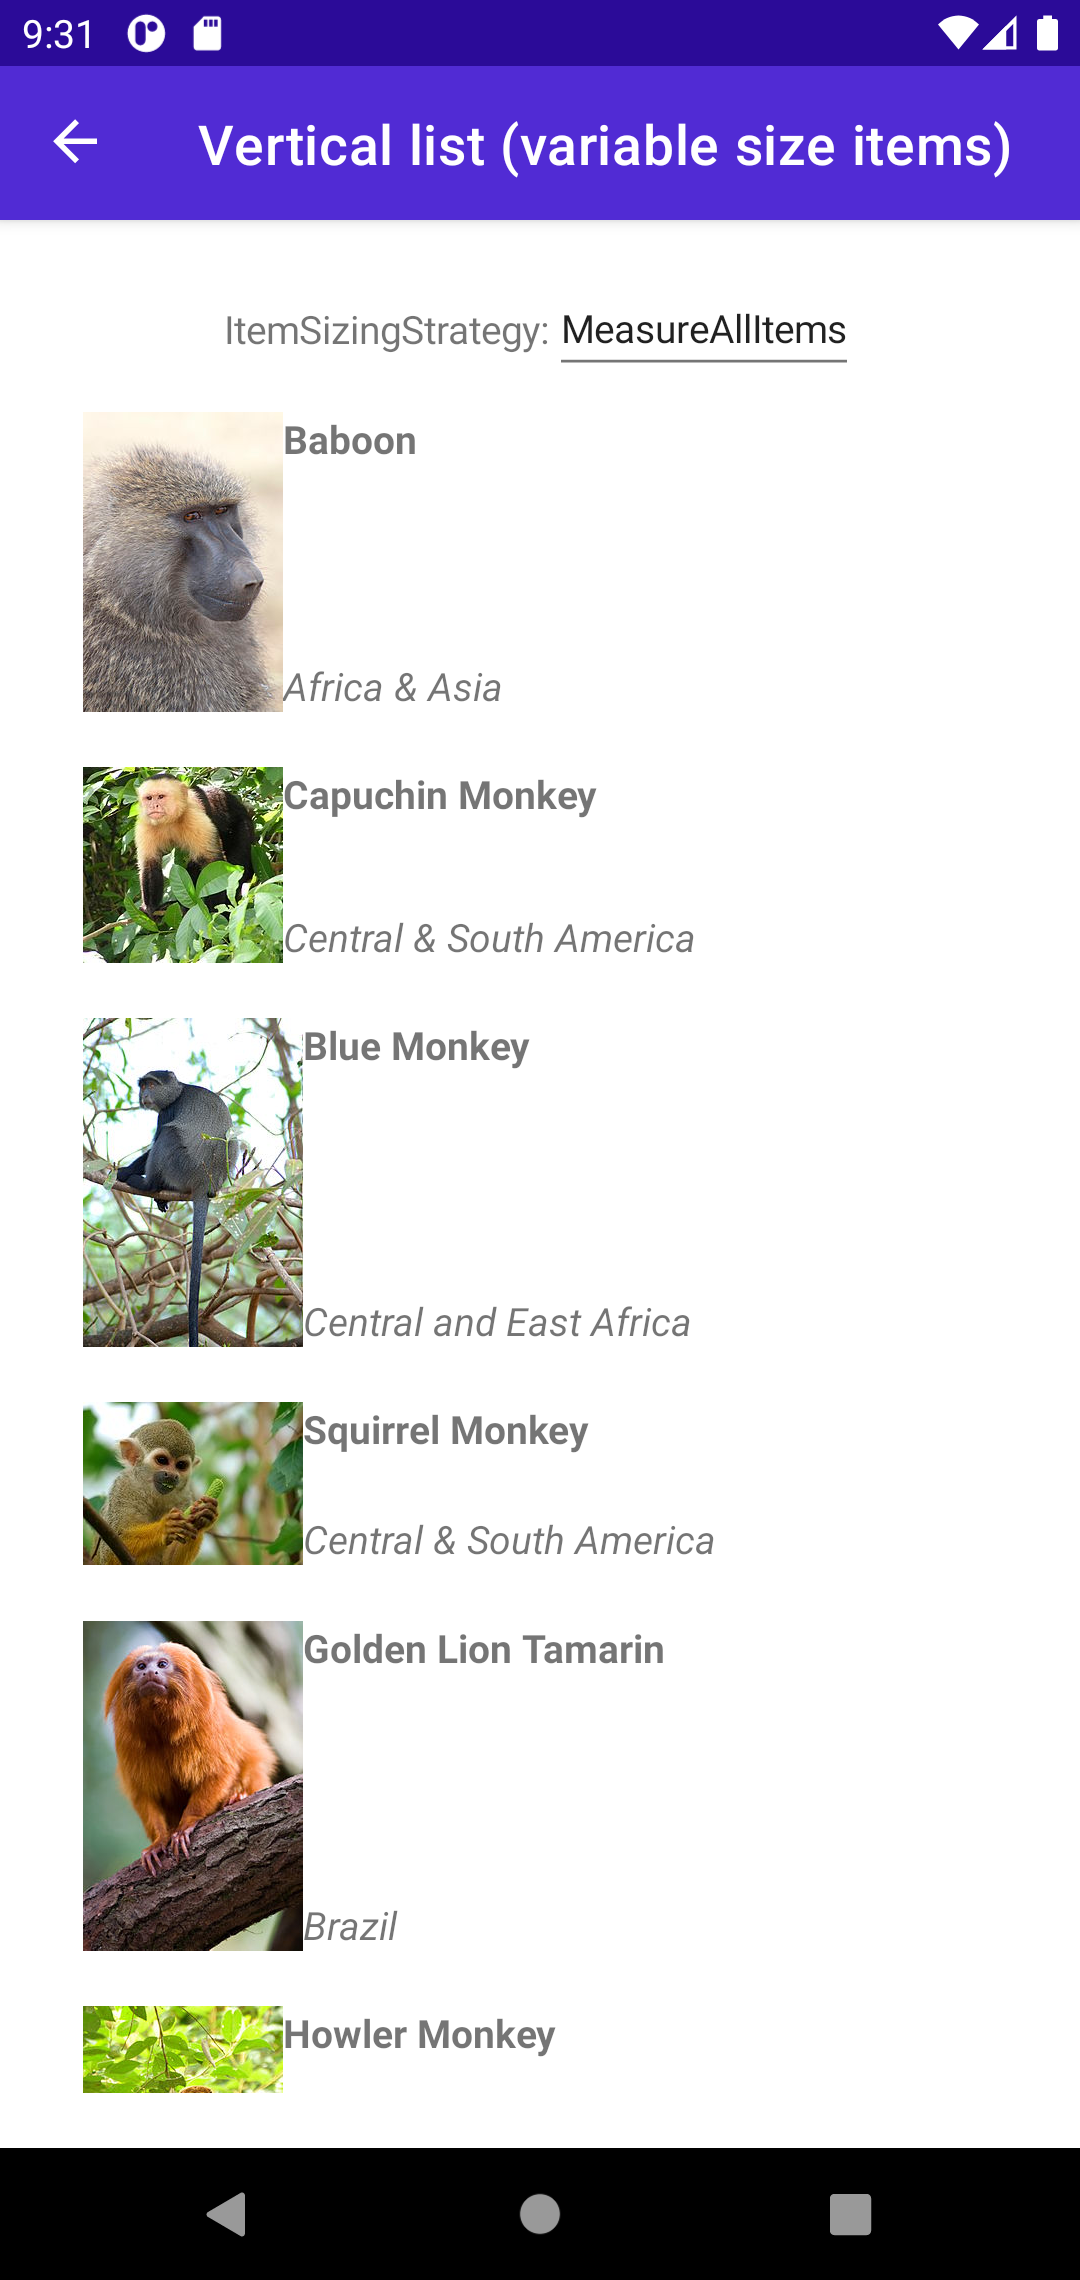 9:31
Vertical list (variable size items)
ItemSizingStrategy: MeasureAllItems
Baboon
Africa & Asia
Capuchin Monkey
Central & South America
Blue Monkey
Central and East Africa
Squirrel Monkey
Central & South America
Golden Lion Tamarin
Brazil
Howler Monkey